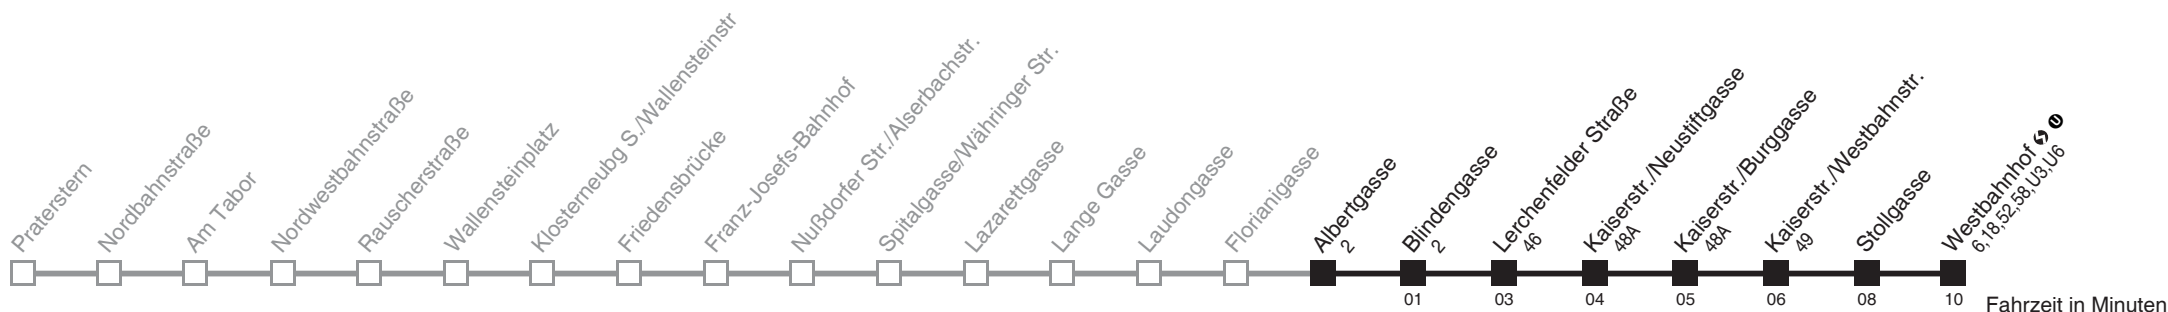 Praterstern
Nordbahnstraße
Am Tabor
Nordwestbahnstraße
Rauscherstraße
Wallensteinplatz
Klosterneubg S./Wallensteinstr
Friedensbrücke
Franz-Josefs-Bahnhof
Nußdorfer Str./Alserbachstr.
Spitalgasse/Währinger Str.
Lazarettgasse
Lange Gasse
Laudongasse
Florianigasse
Albertgasse
2
Blindengasse
2
Lerchenfelder Straße
46
Kaiserstr./Neustiftgasse
48A
Kaiserstr./Burggasse
48A
Kaiserstr./Westbahnstr.
49
Stollgasse
Westbahnhof S U
6,18,52,58,U3,U6
01 03 04 05 06 08 10 Fahrzeit in Minuten